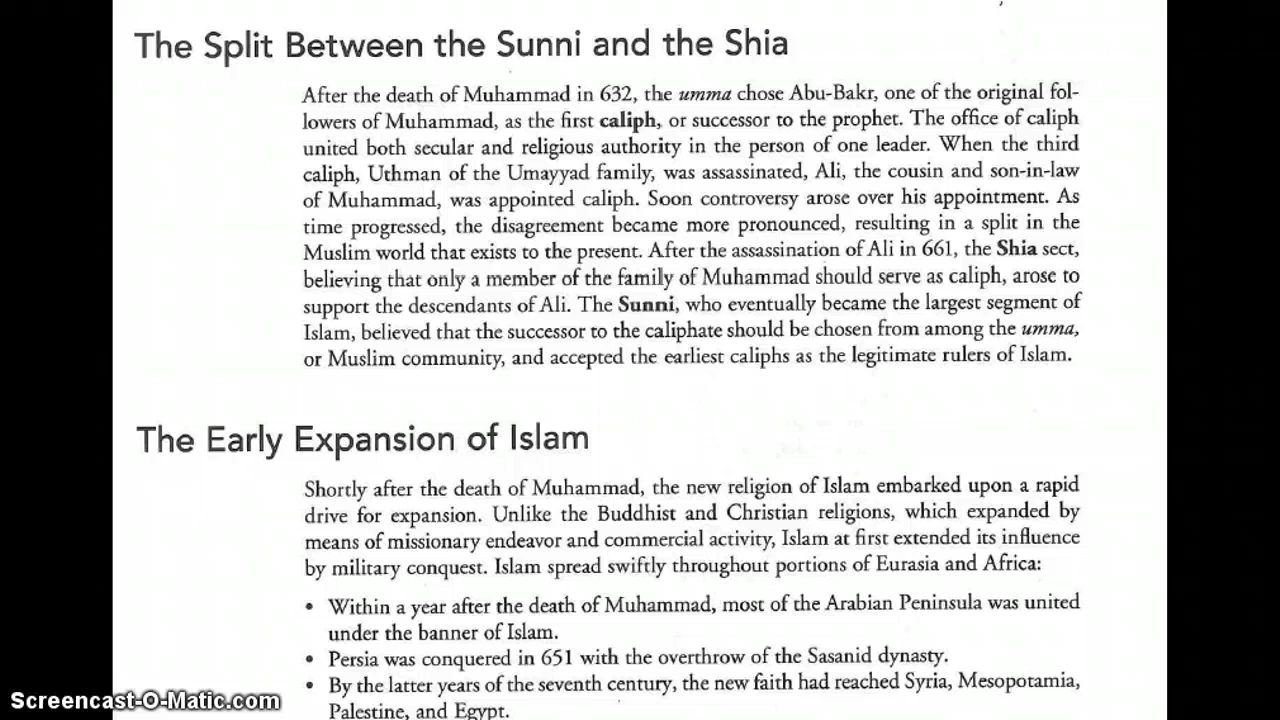 The Split Between the Sunni and the Shia
After the death of Muhammad in 632, the umma chose Abu-Bakr, one of the original fol-
lowers of Muhammad, as the first caliph, or successor to the prophet. The office of caliph
united both secular and religious authority in the person of one leader. When the third
caliph, Uthman of the Umayyad family, was assassinated, Ali, the cousin and son-in-law
of Muhammad, was appointed caliph. Soon controversy arose over his appointment. As
time progressed, the disagreement became more pronounced, resulting in a split in the
Muslim world that exists to the present. After the assassination of Ali in 661, the Shia sect,
believing that only a member of the family of Muhammad should serve as caliph, arose to
support the descendants of Ali. The Sunni, who eventually became the largest segment of
Islam, believed that the successor to the caliphate should be chosen from among the umma,
or Muslim community, and accepted the earliest caliphs as the legitimate rulers of Islam.
The Early Expansion of Islam
Shortly after the death of Muhammad, the new religion of Islam embarked upon a rapid
drive for expansion. Unlike the Buddhist and Christian religions, which expanded by
means of missionary endeavor and commercial activity, Islam at first extended its influence
by military conquest. Islam spread swiftly throughout portions of Eurasia and Africa:
• Within a year after the death of Muhammad, most of the Arabian Peninsula was united
under the banner of Islam.
• Persia was conquered in 651 with the overthrow of the Sasanid dynasty.
• By the latter years of the seventh century, the new faith had reached Syria, Mesopotamia,
Palestine, and Egypt.
Screencast-O-Matic.com